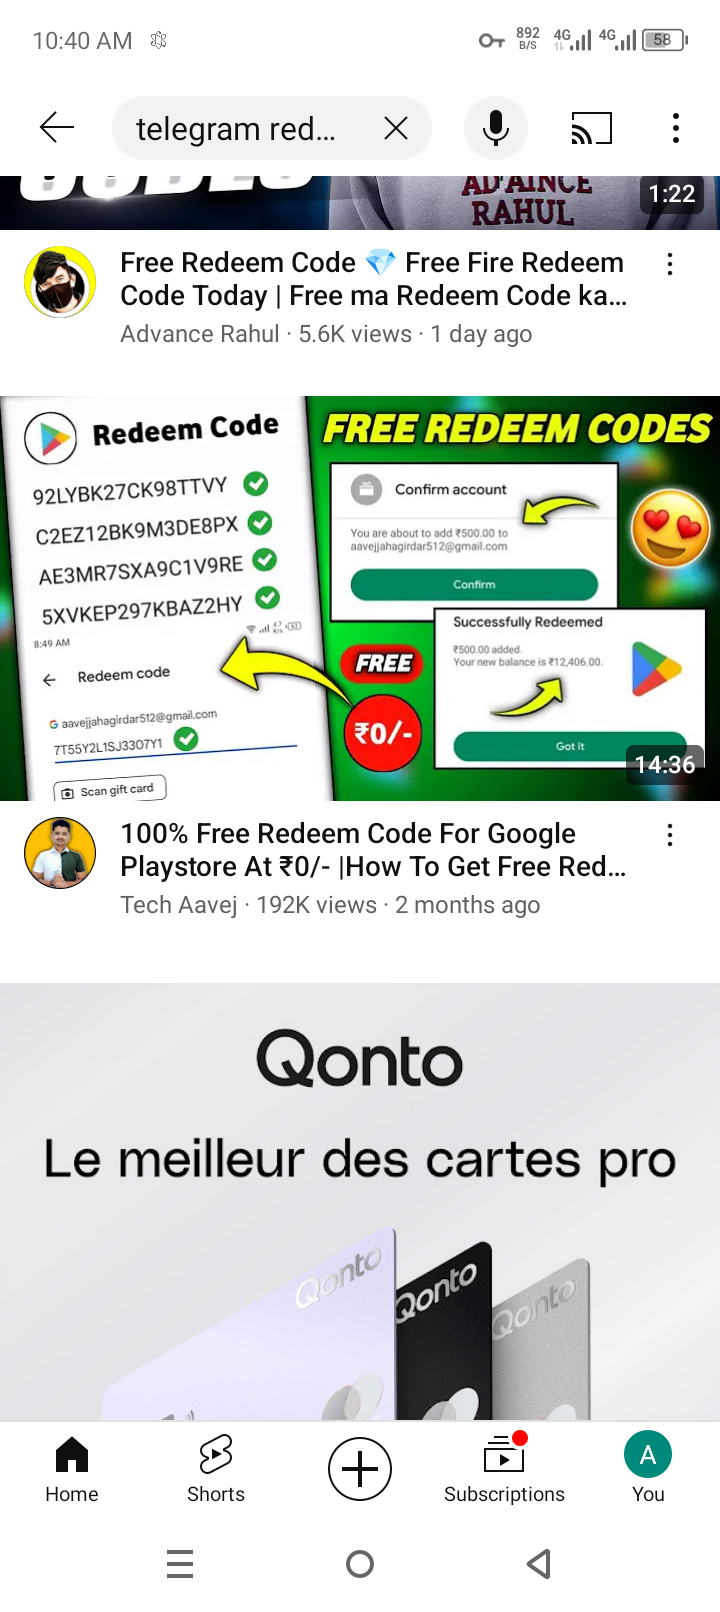 10:40 AM
892 B/S 4G 4G 58
telegram red...
ADVAINCE
RAHUL
1:22
Free Redeem Code 💎 Free Fire Redeem
Code Today | Free ma Redeem Code ka...
Advance Rahul · 5.6K views · 1 day ago
Redeem Code
92LYBK27CK98TTVY
C2EZ12BK9M3DE8PX
AE3MR7SXA9C1V9RE
5XVKEP297KBAZ2HY
8:49 AM
Redeem code
G aavejjahagirdar512@gmail.com
7T55Y2L1SJ33O7Y1
Scan gift card
FREE REDEEM CODES
Confirm account
You are about to add ₹500.00 to
aavejjahagirdar512@gmail.com
Confirm
Successfully Redeemed
₹500.00 added.
Your new balance is ₹12,406.00.
Got it
FREE
₹0/-
14:36
100% Free Redeem Code For Google
Playstore At ₹0/- |How To Get Free Red...
Tech Aavej · 192K views · 2 months ago
Qonto
Le meilleur des cartes pro
Qonto
Qonto
Qonto
Home
Shorts
Subscriptions
A
You